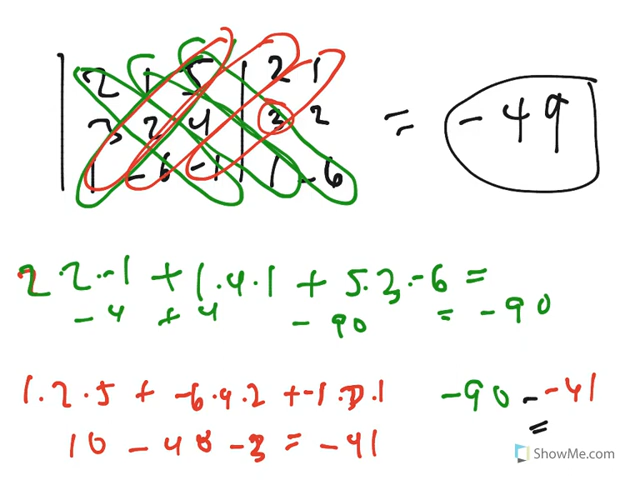 | 2 1 5 | 2 1
| 3 2 4 | 3 2 = -49
| 1 -6 -1 | 1 -6
2·2·-1 + 1·4·1 + 5·3·-6 =
-4 + 4 -90 = -90
1·2·5 + -6·4·2 + -1·3·1 -90 - -41
10 - 48 - 3 = -41 =
ShowMe.com